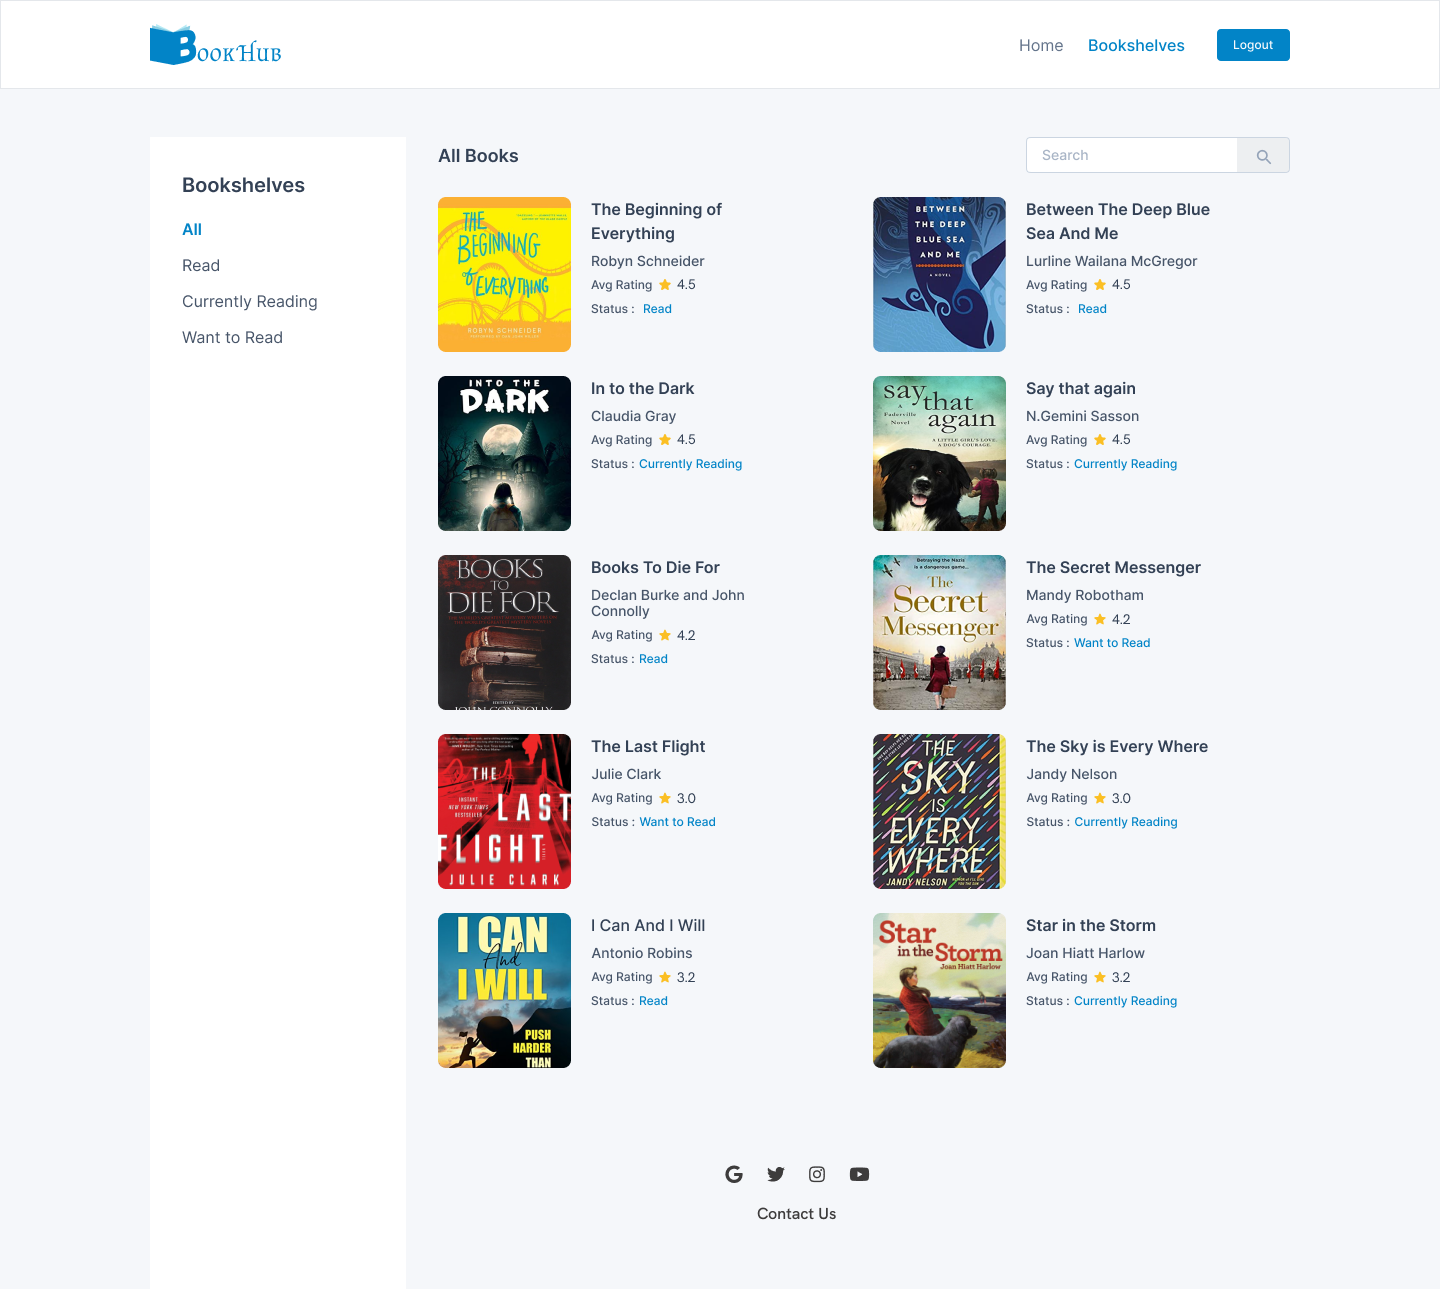 BookHub
Home
Bookshelves
Logout
Bookshelves
All
Read
Currently Reading
Want to Read
All Books
Search
THE
BEGINNING
of
EVERYTHING
ROBYN SCHNEIDER
The Beginning of
Everything
Robyn Schneider
Avg Rating 4.5
Status : Read
BETWEEN
THE DEEP
BLUE SEA
AND ME
A NOVEL
Between The Deep Blue
Sea And Me
Lurline Wailana McGregor
Avg Rating 4.5
Status : Read
INTO THE
DARK
In to the Dark
Claudia Gray
Avg Rating 4.5
Status : Currently Reading
say
that
again
A
Faderville
Novel
A LITTLE GIRL'S LOVE.
A DOG'S COURAGE.
Say that again
N.Gemini Sasson
Avg Rating 4.5
Status : Currently Reading
BOOKS
TO
DIE FOR
JOHN CONNOLLY
Books To Die For
Declan Burke and John
Connolly
Avg Rating 4.2
Status : Read
Betraying the Nazis
is a dangerous game...
The
Secret
Messenger
The Secret Messenger
Mandy Robotham
Avg Rating 4.2
Status : Want to Read
THE
LAST
FLIGHT
INSTANT
NEW YORK TIMES
BESTSELLER
JULIE CLARK
The Last Flight
Julie Clark
Avg Rating 3.0
Status : Want to Read
THE
SKY
IS
EVERY
WHERE
JANDY NELSON
The Sky is Every Where
Jandy Nelson
Avg Rating 3.0
Status : Currently Reading
I CAN
And
I WILL
PUSH
HARDER
THAN
I Can And I Will
Antonio Robins
Avg Rating 3.2
Status : Read
Star
in the Storm
Joan Hiatt Harlow
Star in the Storm
Joan Hiatt Harlow
Avg Rating 3.2
Status : Currently Reading
Contact Us